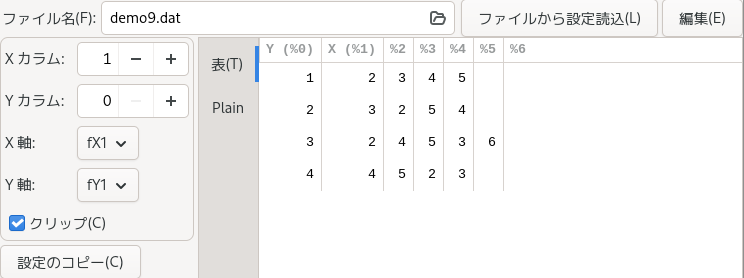 ファイル名(F): demo9.dat ファイルから設定読込(L) 編集(E)
X カラム: 1 − +
Y カラム: 0 − +
X 軸: fX1
Y 軸: fY1
クリップ(C)
設定のコピー(C)
表(T)
Plain
Y (%0) X (%1) %2 %3 %4 %5 %6
1 2 3 4 5
2 3 2 5 4
3 2 4 5 3 6
4 4 5 2 3